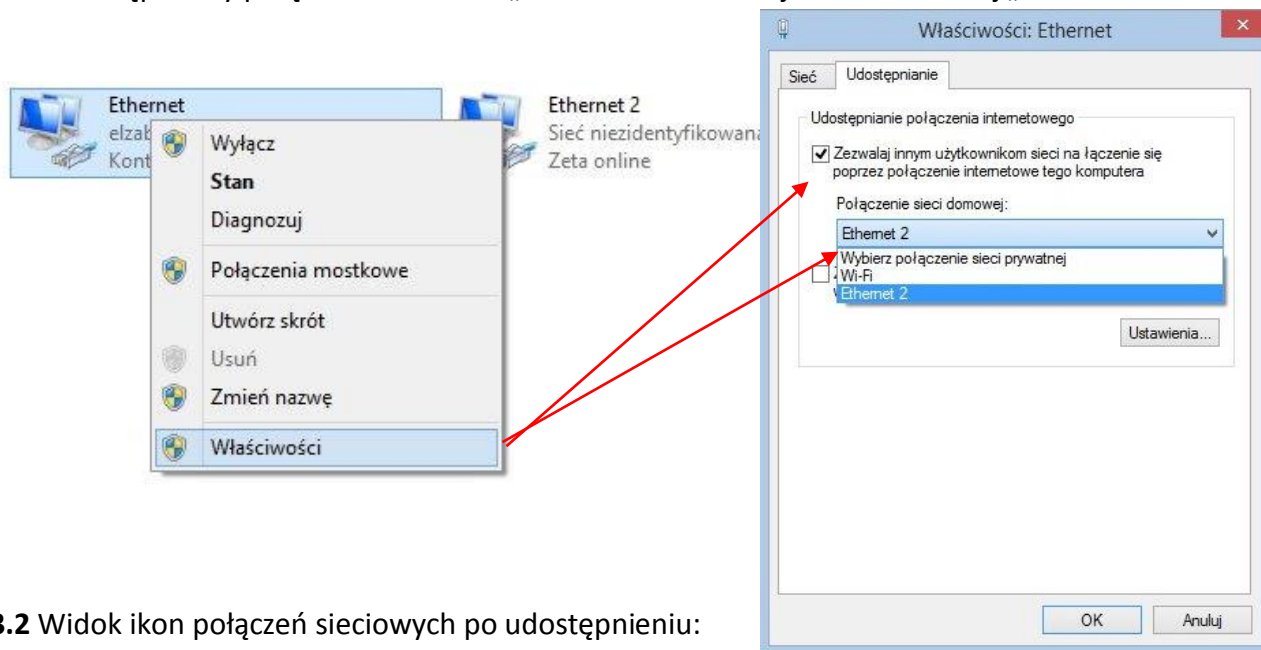 Właściwości: Ethernet
Sieć Udostępnianie
Ethernet
Kont
Ethernet 2
Sieć niezidentyfikowana
Zeta online
Wyłącz
Stan
Diagnozuj
Połączenia mostkowe
Utwórz skrót
Usuń
Zmień nazwę
Właściwości
Udostępnianie połączenia internetowego
Zezwalaj innym użytkownikom sieci na łączenie się
poprzez połączenie internetowe tego komputera
Połączenie sieci domowej:
Ethernet 2
Wybierz połączenie sieci prywatnej
Wi-Fi
Ethernet 2
Ustawienia...
OK Anuluj
3.2 Widok ikon połączeń sieciowych po udostępnieniu: